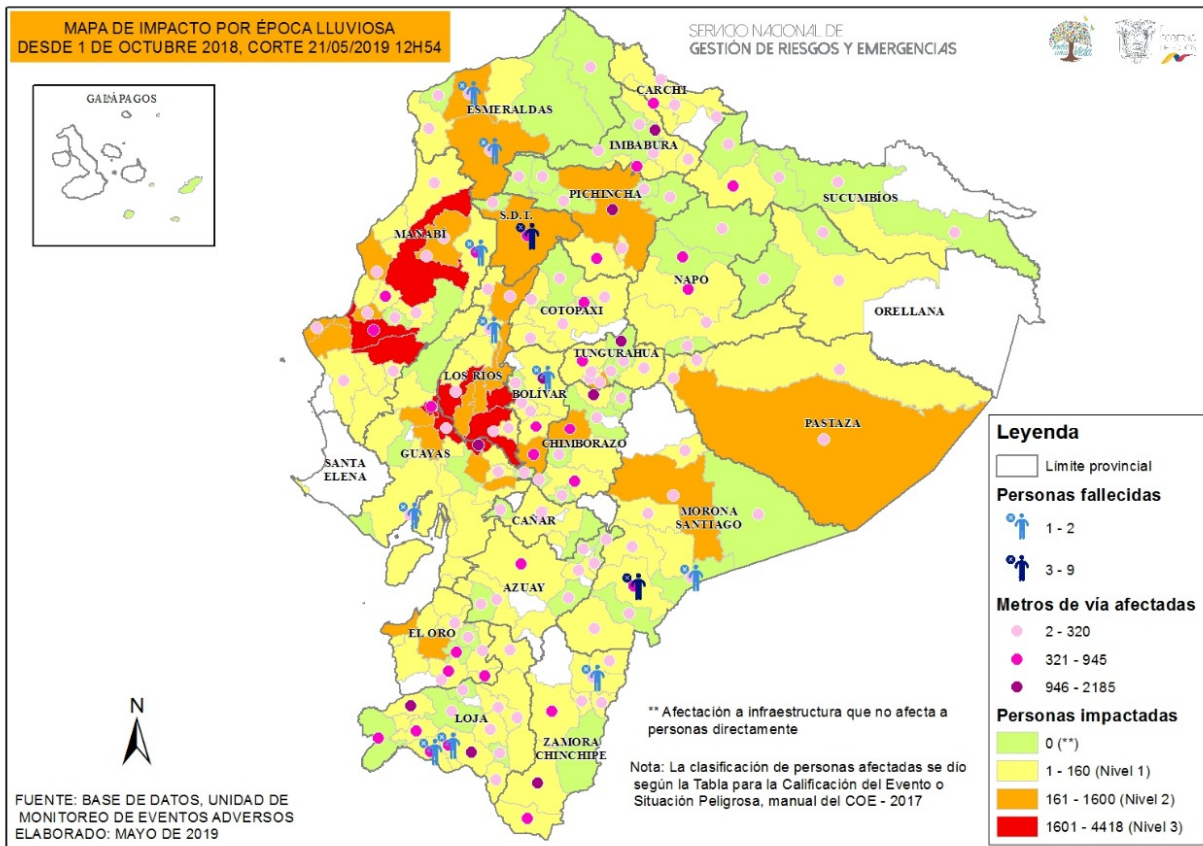 MAPA DE IMPACTO POR ÉPOCA LLUVIOSA
DESDE 1 DE OCTUBRE 2018, CORTE 21/05/2019 12H54
SERVICIO NACIONAL DE
GESTIÓN DE RIESGOS Y EMERGENCIAS
GALÁPAGOS
ESMERALDAS
CARCHI
IMBABURA
PICHINCHA
SUCUMBÍOS
S.D.T.
MANABÍ
NAPO
COTOPAXI
ORELLANA
TUNGURAHUA
LOS RÍOS
BOLÍVAR
PASTAZA
CHIMBORAZO
GUAYAS
SANTA
ELENA
MORONA
SANTIAGO
CAÑAR
AZUAY
EL ORO
LOJA
ZAMORA
CHINCHIPE
N
Leyenda
Límite provincial
Personas fallecidas
1 - 2
3 - 9
Metros de vía afectadas
2 - 320
321 - 945
946 - 2185
Personas impactadas
0 (**)
1 - 160 (Nivel 1)
161 - 1600 (Nivel 2)
1601 - 4418 (Nivel 3)
** Afectación a infraestructura que no afecta a
personas directamente
Nota: La clasificación de personas afectadas se dío
según la Tabla para la Calificación del Evento o
Situación Peligrosa, manual del COE - 2017
FUENTE: BASE DE DATOS, UNIDAD DE
MONITOREO DE EVENTOS ADVERSOS
ELABORADO: MAYO DE 2019